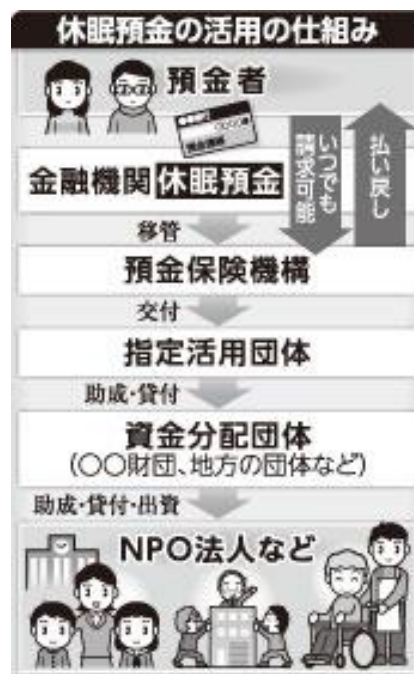 休眠預金の活用の仕組み
預金者
いつでも
請求可能
払い戻し
金融機関 休眠預金
移管
預金保険機構
交付
指定活用団体
助成・貸付
資金分配団体
(〇〇財団、地方の団体など)
助成・貸付・出資
NPO法人など